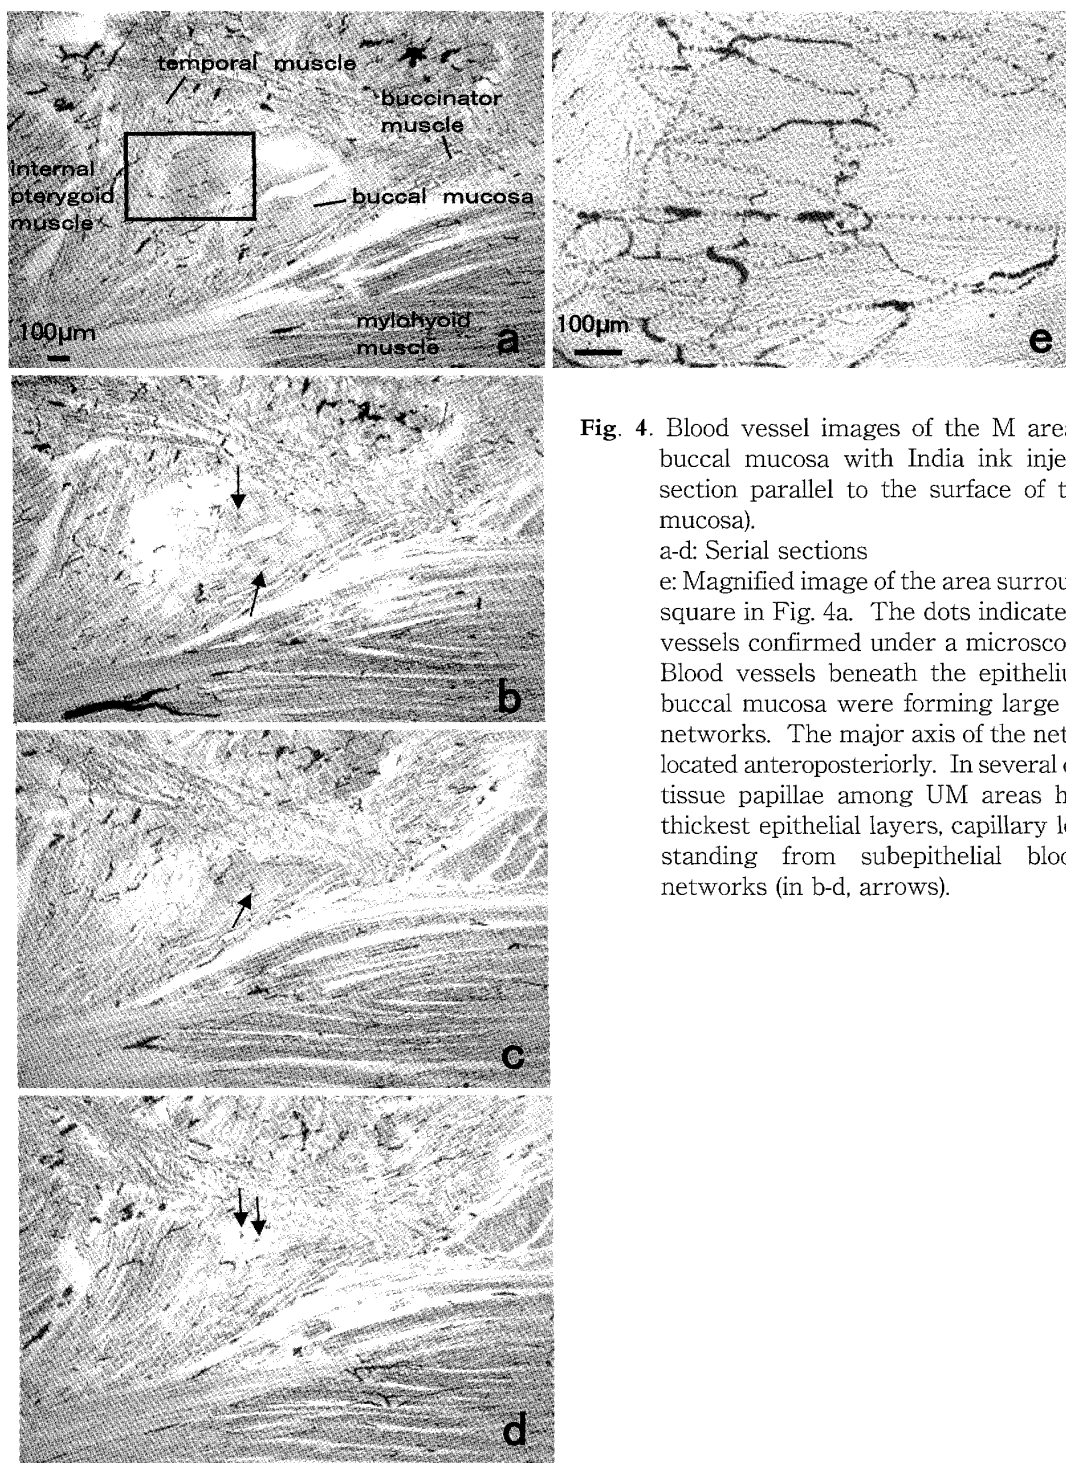 temporal muscle
buccinator
muscle
internal
pterygoid
muscle
buccal mucosa
mylohyoid
muscle
100μm
a
100μm
e
b
c
d
Fig. 4. Blood vessel images of the M area
buccal mucosa with India ink inje
section parallel to the surface of t
mucosa).
a-d: Serial sections
e: Magnified image of the area surrou
square in Fig. 4a. The dots indicate
vessels confirmed under a microsco
Blood vessels beneath the epitheliu
buccal mucosa were forming large
networks. The major axis of the net
located anteroposteriorly. In several
tissue papillae among UM areas h
thickest epithelial layers, capillary l
standing from subepithelial bloo
networks (in b-d, arrows).